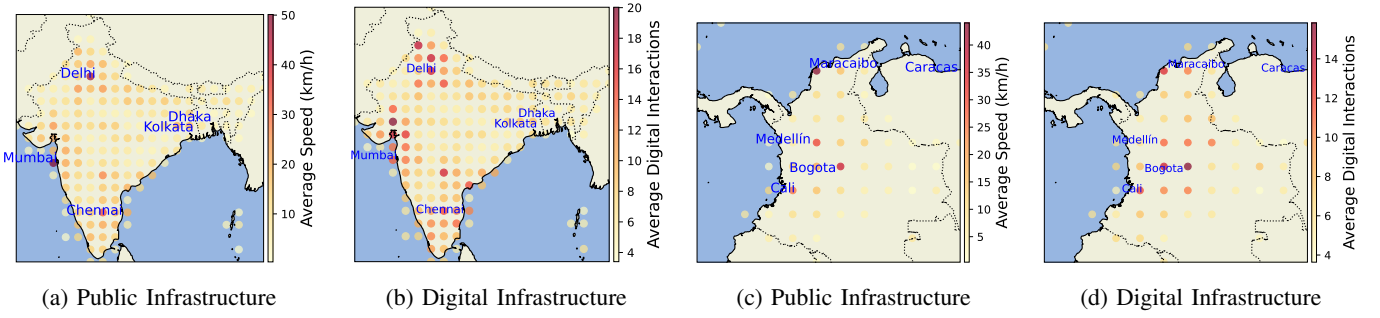 Delhi
Dhaka
Kolkata
Mumbai
Chennai
50
40
30
20
10
Average Speed (km/h)
(a) Public Infrastructure
Delhi
Dhaka
Kolkata
Mumbai
Chennai
20
18
16
14
12
10
8
6
4
Average Digital Interactions
(b) Digital Infrastructure
Maracaibo
Caracas
Medellín
Bogota
Cali
40
35
30
25
20
15
10
5
Average Speed (km/h)
(c) Public Infrastructure
Maracaibo
Caracas
Medellín
Bogota
Cali
14
12
10
8
6
4
Average Digital Interactions
(d) Digital Infrastructure